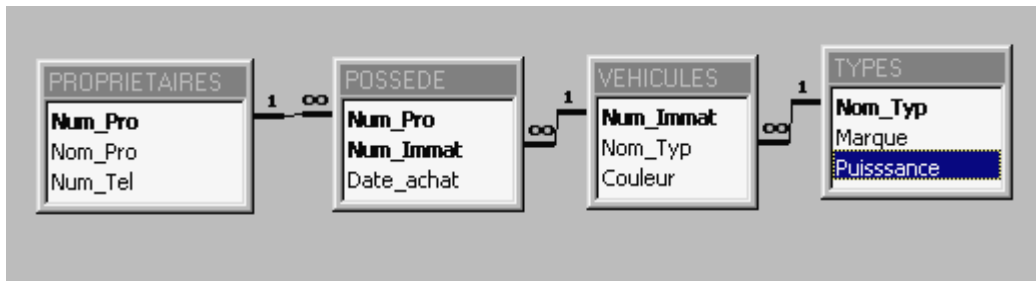 PROPRIETAIRES
Num_Pro
Nom_Pro
Num_Tel
1 ∞
POSSEDE
Num_Pro
Num_Immat
Date_achat
∞ 1
VEHICULES
Num_Immat
Nom_Typ
Couleur
∞ 1
TYPES
Nom_Typ
Marque
Puisssance